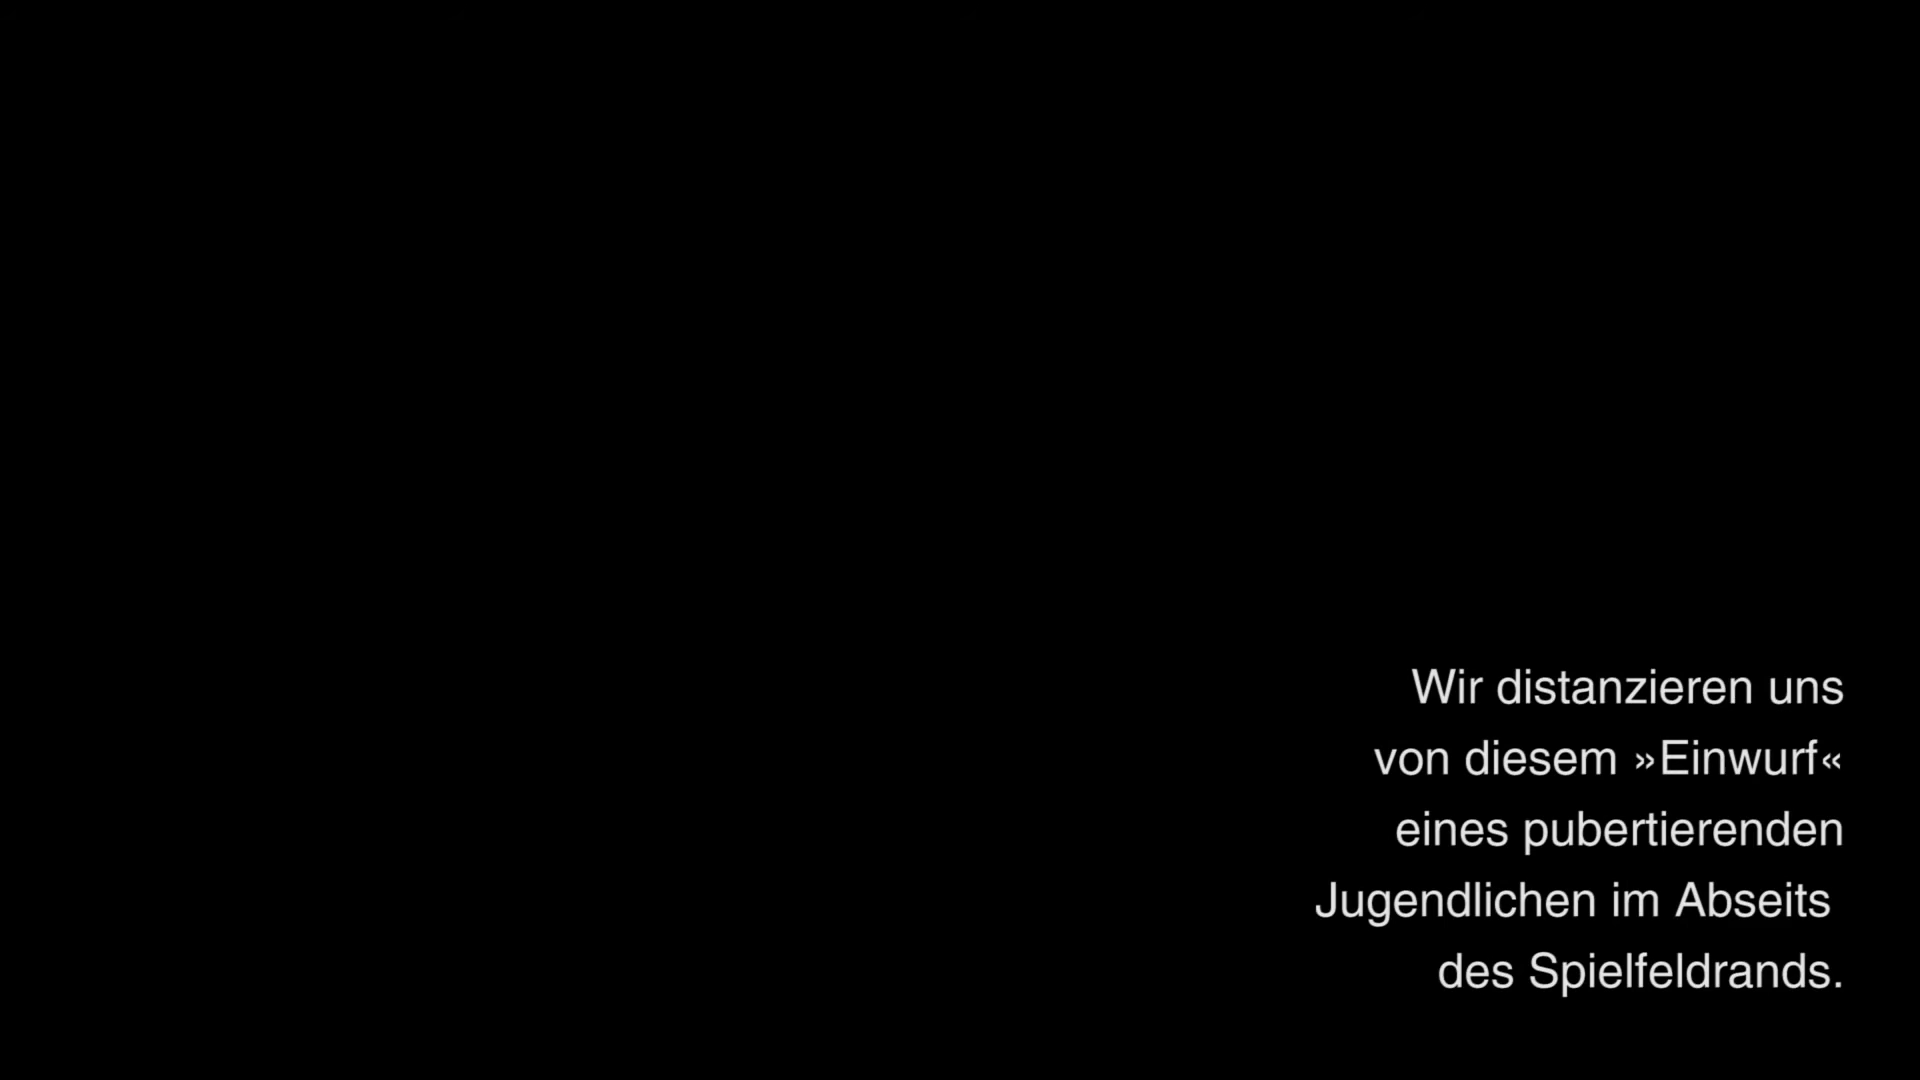 Wir distanzieren uns
von diesem »Einwurf«
eines pubertierenden
Jugendlichen im Abseits
des Spielfeldrands.